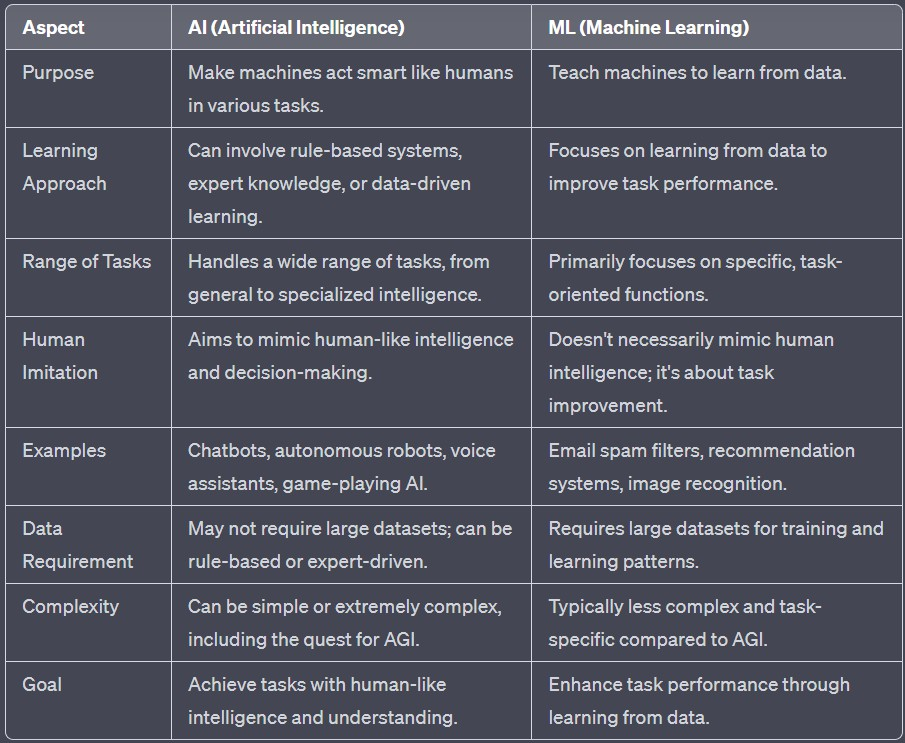 Aspect AI (Artificial Intelligence) ML (Machine Learning)
Purpose Make machines act smart like humans Teach machines to learn from data.
in various tasks.
Learning Can involve rule-based systems, Focuses on learning from data to
Approach expert knowledge, or data-driven improve task performance.
learning.
Range of Tasks Handles a wide range of tasks, from Primarily focuses on specific, task-
general to specialized intelligence. oriented functions.
Human Aims to mimic human-like intelligence Doesn't necessarily mimic human
Imitation and decision-making. intelligence; it's about task
improvement.
Examples Chatbots, autonomous robots, voice Email spam filters, recommendation
assistants, game-playing AI. systems, image recognition.
Data May not require large datasets; can be Requires large datasets for training and
Requirement rule-based or expert-driven. learning patterns.
Complexity Can be simple or extremely complex, Typically less complex and task-
including the quest for AGI. specific compared to AGI.
Goal Achieve tasks with human-like Enhance task performance through
intelligence and understanding. learning from data.